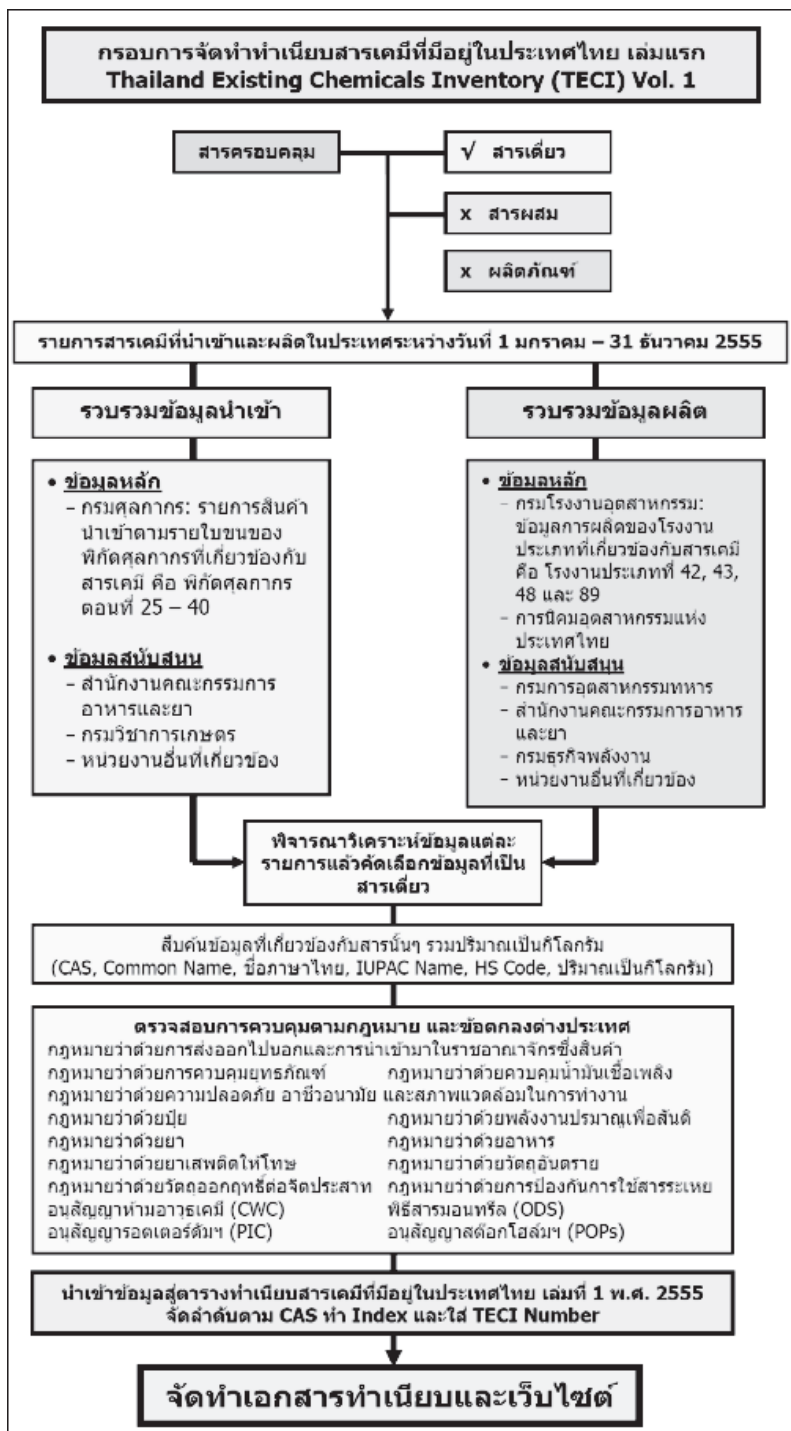 กรอบการจัดทำทำเนียบสารเคมีที่มีอยู่ในประเทศไทย เล่มแรก
Thailand Existing Chemicals Inventory (TECI) Vol. 1
สารครอบคลุม
√ สารเดี่ยว
x สารผสม
x ผลิตภัณฑ์
รายการสารเคมีที่นำเข้าและผลิตในประเทศระหว่างวันที่ 1 มกราคม – 31 ธันวาคม 2555
รวบรวมข้อมูลนำเข้า
• ข้อมูลหลัก
– กรมศุลกากร: รายการสินค้า
นำเข้าตามรายใบขนของ
พิกัดศุลกากรที่เกี่ยวข้องกับ
สารเคมี คือ พิกัดศุลกากร
ตอนที่ 25 – 40
• ข้อมูลสนับสนุน
– สำนักงานคณะกรรมการ
อาหารและยา
– กรมวิชาการเกษตร
– หน่วยงานอื่นที่เกี่ยวข้อง
รวบรวมข้อมูลผลิต
• ข้อมูลหลัก
– กรมโรงงานอุตสาหกรรม:
ข้อมูลการผลิตของโรงงาน
ประเภทที่เกี่ยวข้องกับสารเคมี
คือ โรงงานประเภทที่ 42, 43,
48 และ 89
– การนิคมอุตสาหกรรมแห่ง
ประเทศไทย
• ข้อมูลสนับสนุน
– กรมการอุตสาหกรรมทหาร
– สำนักงานคณะกรรมการอาหาร
และยา
– กรมธุรกิจพลังงาน
– หน่วยงานอื่นที่เกี่ยวข้อง
พิจารณาวิเคราะห์ข้อมูลแต่ละ
รายการแล้วคัดเลือกข้อมูลที่เป็น
สารเดี่ยว
สืบค้นข้อมูลที่เกี่ยวข้องกับสารนั้นๆ รวมปริมาณเป็นกิโลกรัม
(CAS, Common Name, ชื่อภาษาไทย, IUPAC Name, HS Code, ปริมาณเป็นกิโลกรัม)
ตรวจสอบการควบคุมตามกฎหมาย และข้อตกลงต่างประเทศ
กฎหมายว่าด้วยการส่งออกไปนอกและการนำเข้ามาในราชอาณาจักรซึ่งสินค้า
กฎหมายว่าด้วยการควบคุมยุทธภัณฑ์ กฎหมายว่าด้วยควบคุมน้ำมันเชื้อเพลิง
กฎหมายว่าด้วยความปลอดภัย อาชีวอนามัย และสภาพแวดล้อมในการทำงาน
กฎหมายว่าด้วยปุ๋ย กฎหมายว่าด้วยพลังงานปรมาณูเพื่อสันติ
กฎหมายว่าด้วยยา กฎหมายว่าด้วยอาหาร
กฎหมายว่าด้วยยาเสพติดให้โทษ กฎหมายว่าด้วยวัตถุอันตราย
กฎหมายว่าด้วยวัตถุออกฤทธิ์ต่อจิตประสาท กฎหมายว่าด้วยการป้องกันการใช้สารระเหย
อนุสัญญาห้ามอาวุธเคมี (CWC) พิธีสารมอนทรีล (ODS)
อนุสัญญารอตเตอร์ดัมฯ (PIC) อนุสัญญาสต๊อกโฮล์มฯ (POPs)
นำเข้าข้อมูลสู่ตารางทำเนียบสารเคมีที่มีอยู่ในประเทศไทย เล่มที่ 1 พ.ศ. 2555
จัดลำดับตาม CAS ทำ Index และใส่ TECI Number
จัดทำเอกสารทำเนียบและเว็บไซต์